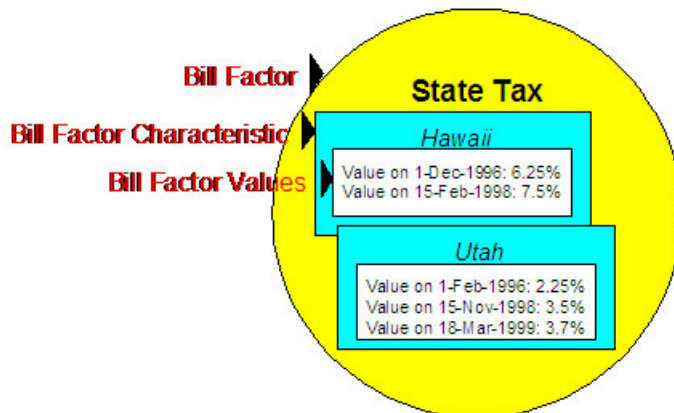 Bill Factor
State Tax
Bill Factor Characteristic
Hawaii
Bill Factor Values
Value on 1-Dec-1996: 6.25%
Value on 15-Feb-1998: 7.5%
Utah
Value on 1-Feb-1996: 2.25%
Value on 15-Nov-1998: 3.5%
Value on 18-Mar-1999: 3.7%